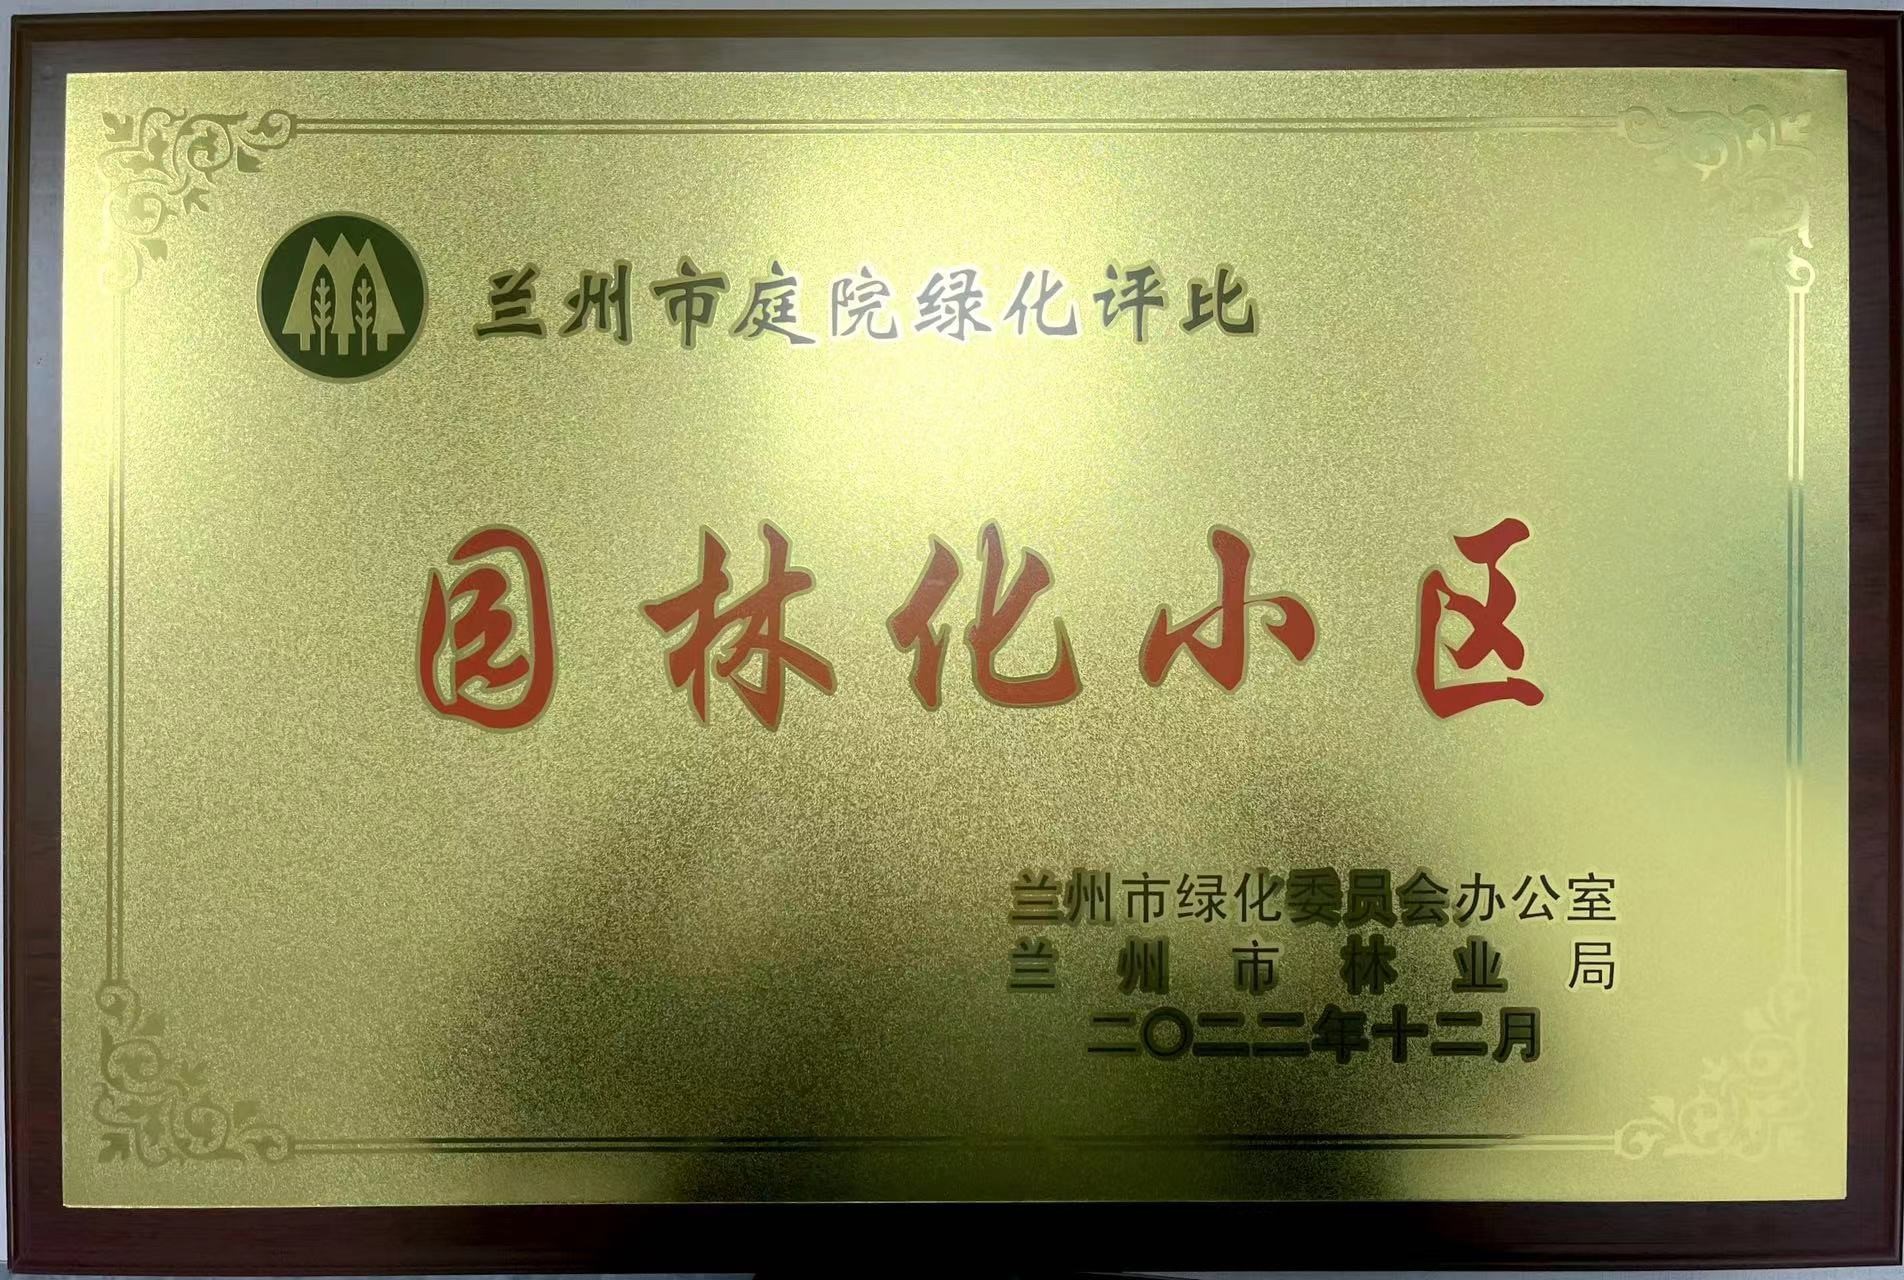 兰州市庭院绿化评比
园林化小区
兰州市绿化委员会办公室
兰州市林业局
二〇二二年十二月